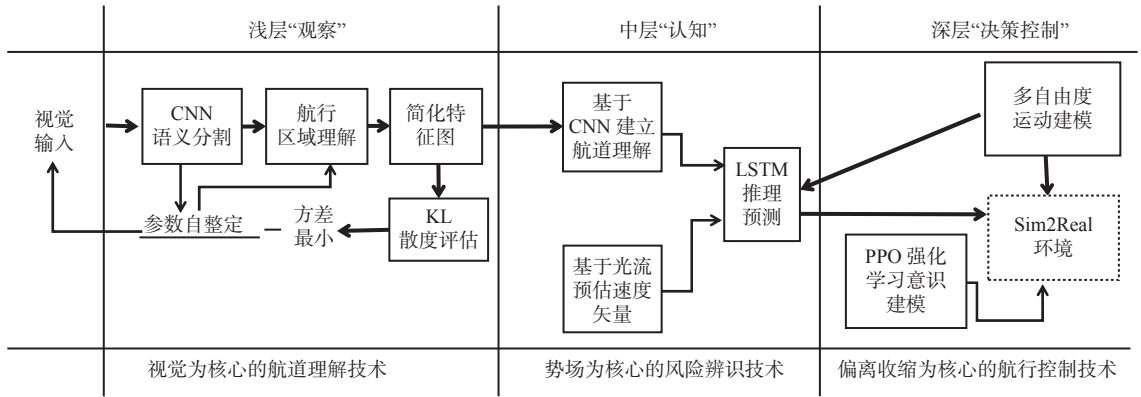 浅层“观察”
中层“认知”
深层“决策控制”
视觉
输入
CNN
语义分割
航行
区域理解
简化特
征图
参数自整定
方差
最小
KL
散度评估
基于
CNN 建立
航道理解
基于光流
预估速度
矢量
LSTM
推理
预测
多自由度
运动建模
Sim2Real
环境
PPO 强化
学习意识
建模
视觉为核心的航道理解技术
势场为核心的风险辨识技术
偏离收缩为核心的航行控制技术